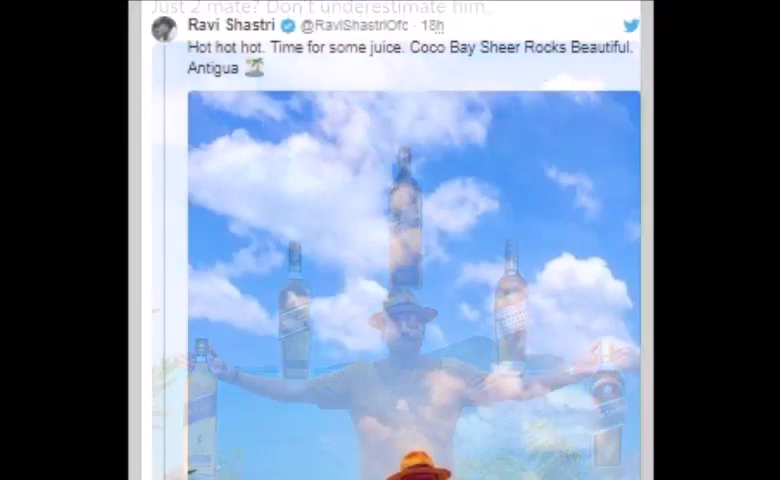 Just 2 mate? Don't underestimate him..
Ravi Shastri @RaviShastriOfc · 18h
Hot hot hot. Time for some juice. Coco Bay Sheer Rocks Beautiful.
Antigua